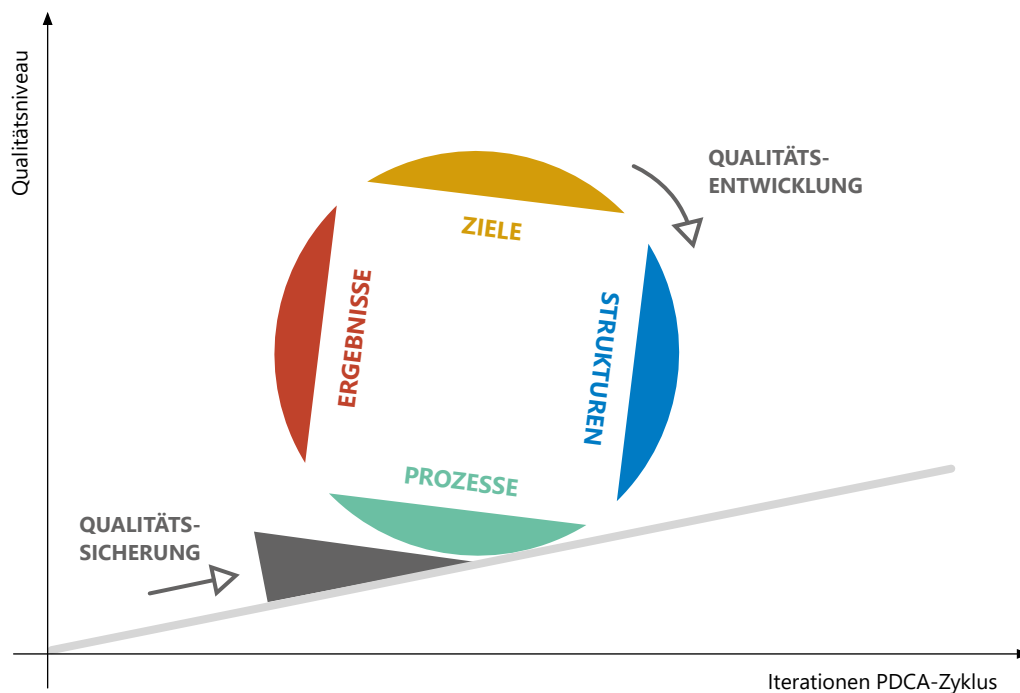 Qualitätsniveau
QUALITÄTS-
ENTWICKLUNG
ZIELE
ERGEBNISSE
STRUKTUREN
PROZESSE
QUALITÄTS-
SICHERUNG
Iterationen PDCA-Zyklus